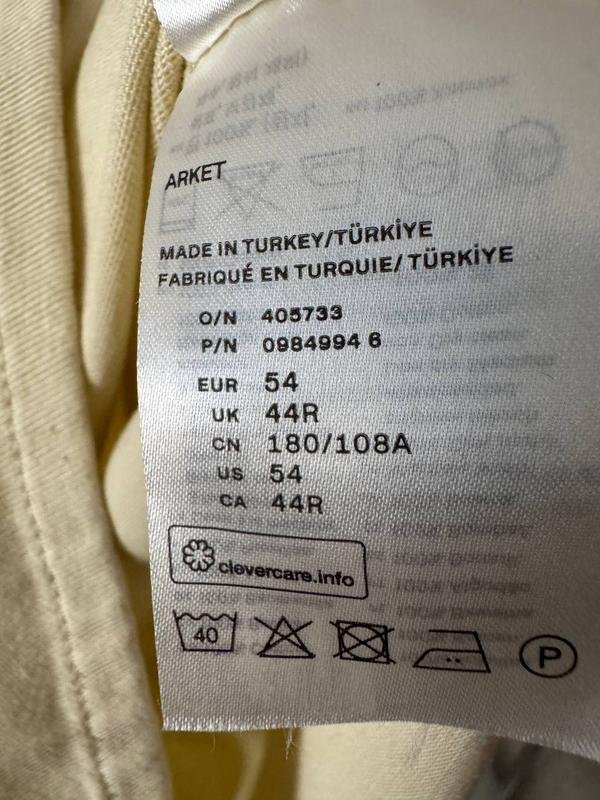 ARKET
MADE IN TURKEY/TÜRKİYE
FABRIQUÉ EN TURQUIE/ TÜRKİYE
O/N 405733
P/N 0984994 6
EUR 54
UK 44R
CN 180/108A
US 54
CA 44R
clevercare.info
40
P